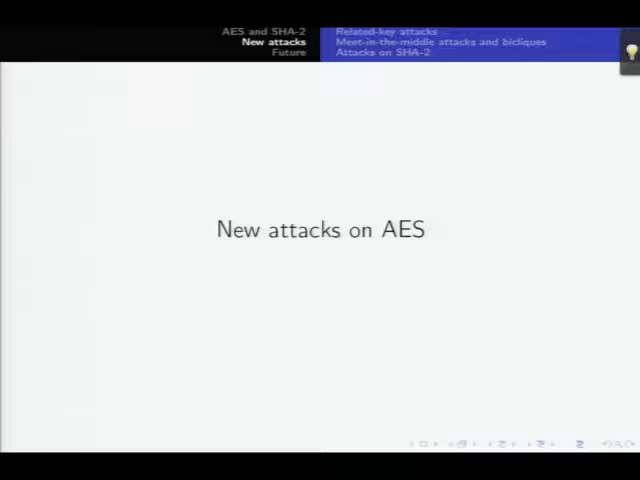 AES and SHA-2
New attacks
Future
Related-key attacks
Meet-in-the-middle attacks and bicliques
Attacks on SHA-2
New attacks on AES